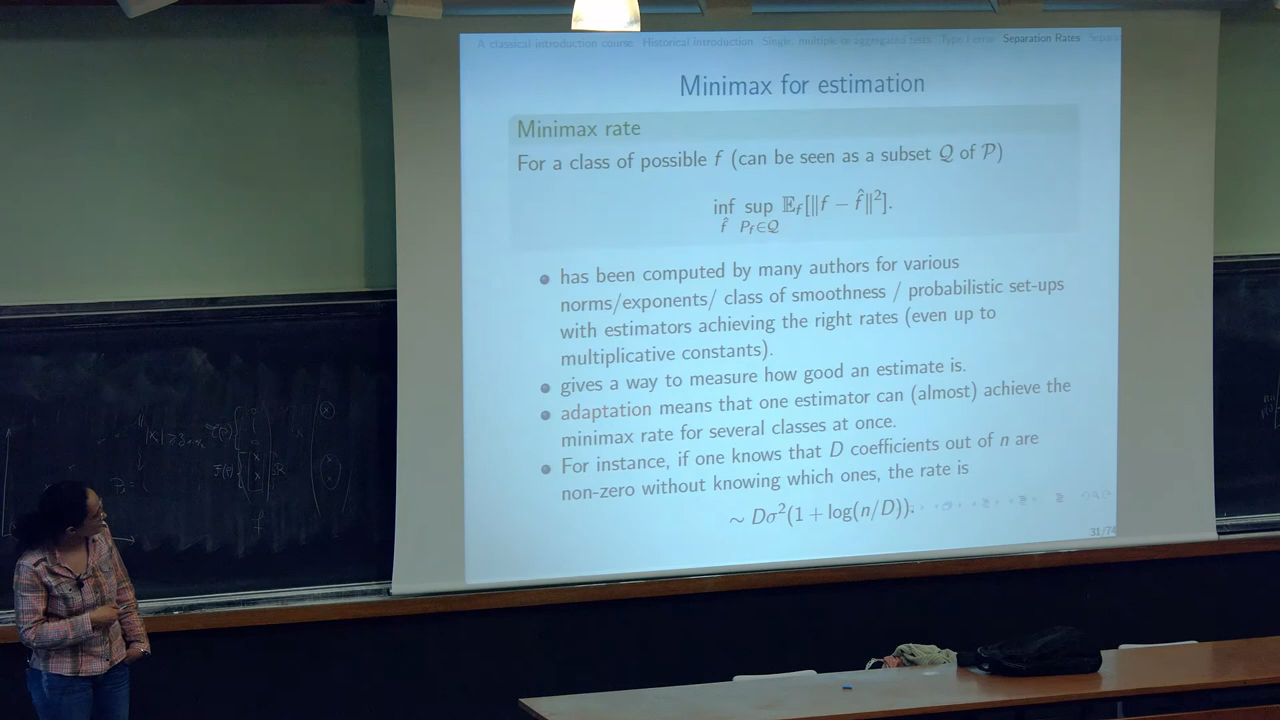 A classical introduction course Historical introduction Single, multiple or aggregated tests Type I error Separation Rates
Minimax for estimation
Minimax rate
For a class of possible f (can be seen as a subset 𝒬 of 𝒫)
inf sup 𝔼_f[‖f − f̂‖²].
f̂ P_f∈𝒬
has been computed by many authors for various
norms/exponents/ class of smoothness / probabilistic set-ups
with estimators achieving the right rates (even up to
multiplicative constants).
gives a way to measure how good an estimate is.
adaptation means that one estimator can (almost) achieve the
minimax rate for several classes at once.
For instance, if one knows that D coefficients out of n are
non-zero without knowing which ones, the rate is
∼ Dσ²(1 + log(n/D)).
31/74